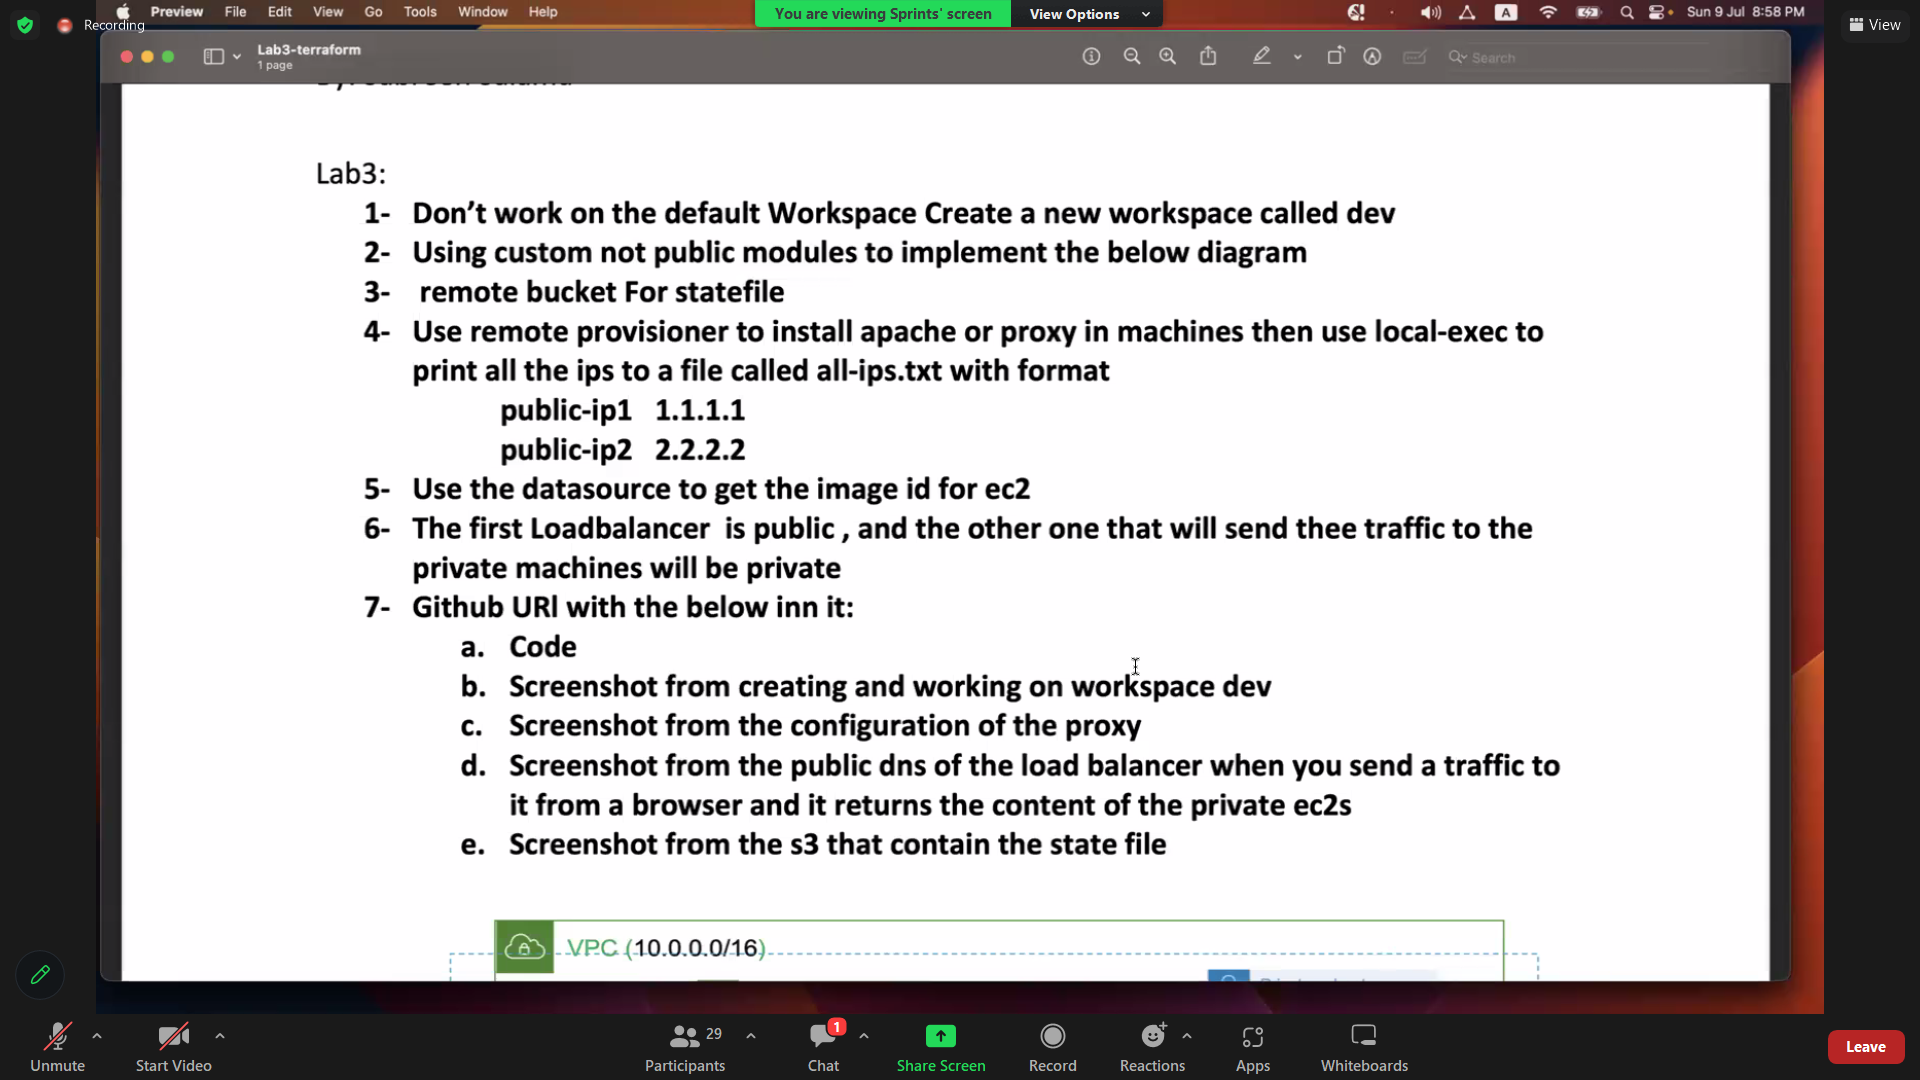 Preview File Edit View Go Tools Window Help
You are viewing Sprints' screen View Options
A Sun 9 Jul 8:58 PM
Recording
View
Lab3-terraform
1 page
Search
Lab3:
1- Don't work on the default Workspace Create a new workspace called dev
2- Using custom not public modules to implement the below diagram
3- remote bucket For statefile
4- Use remote provisioner to install apache or proxy in machines then use local-exec to
print all the ips to a file called all-ips.txt with format
public-ip1 1.1.1.1
public-ip2 2.2.2.2
5- Use the datasource to get the image id for ec2
6- The first Loadbalancer is public , and the other one that will send thee traffic to the
private machines will be private
7- Github URl with the below inn it:
a. Code
b. Screenshot from creating and working on workspace dev
c. Screenshot from the configuration of the proxy
d. Screenshot from the public dns of the load balancer when you send a traffic to
it from a browser and it returns the content of the private ec2s
e. Screenshot from the s3 that contain the state file
VPC (10.0.0.0/16)
Unmute
Start Video
29
Participants
1
Chat
Share Screen
Record
Reactions
Apps
Whiteboards
Leave